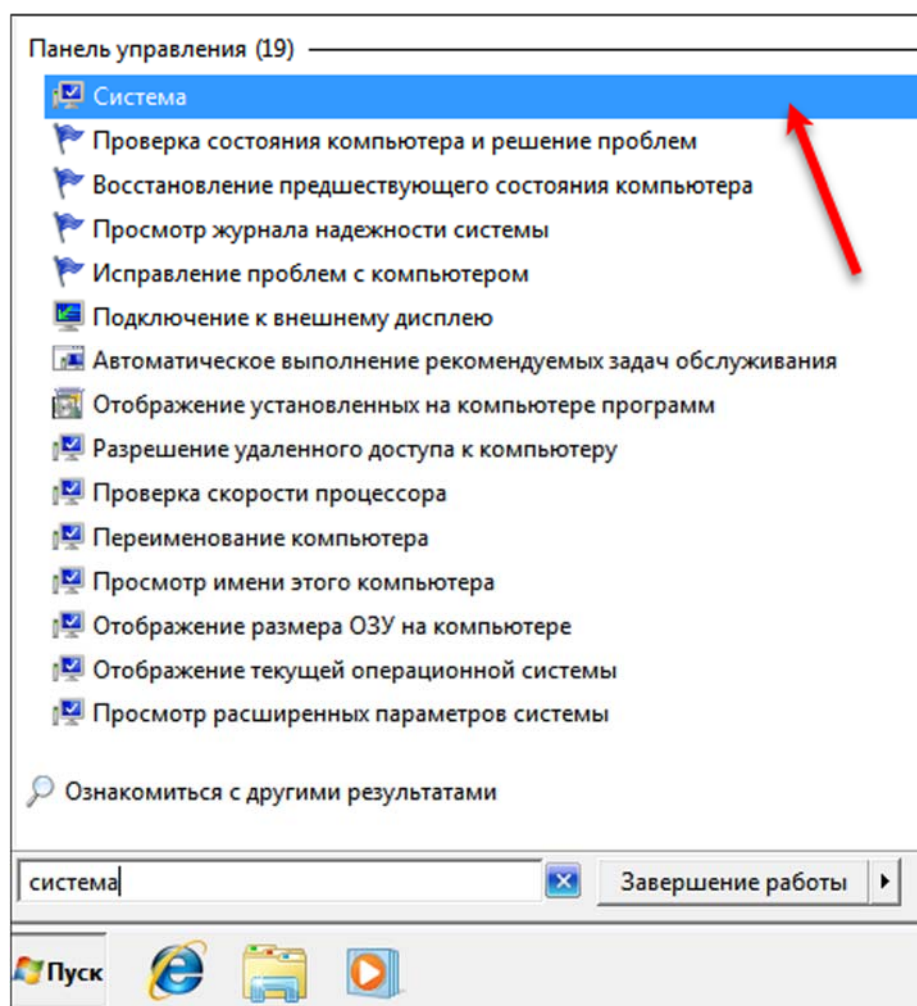 Панель управления (19)
Система
Проверка состояния компьютера и решение проблем
Восстановление предшествующего состояния компьютера
Просмотр журнала надежности системы
Исправление проблем с компьютером
Подключение к внешнему дисплею
Автоматическое выполнение рекомендуемых задач обслуживания
Отображение установленных на компьютере программ
Разрешение удаленного доступа к компьютеру
Проверка скорости процессора
Переименование компьютера
Просмотр имени этого компьютера
Отображение размера ОЗУ на компьютере
Отображение текущей операционной системы
Просмотр расширенных параметров системы
Ознакомиться с другими результатами
система
Завершение работы
Пуск